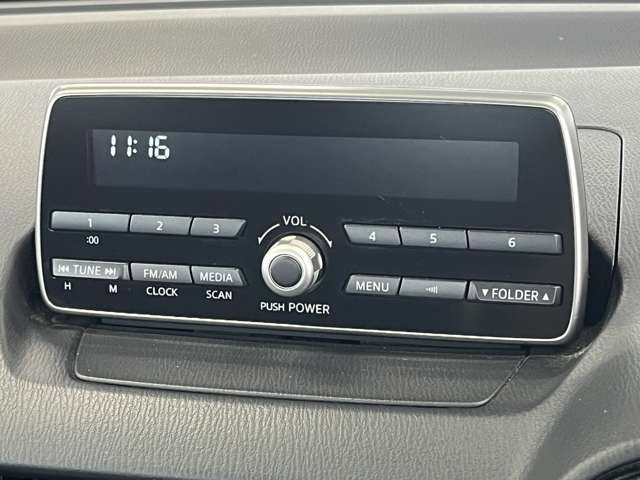 11:16
1 2 3 VOL 4 5 6
:00
⏮ TUNE ⏭ FM/AM MEDIA MENU ▼ FOLDER ▲
H M CLOCK SCAN PUSH POWER